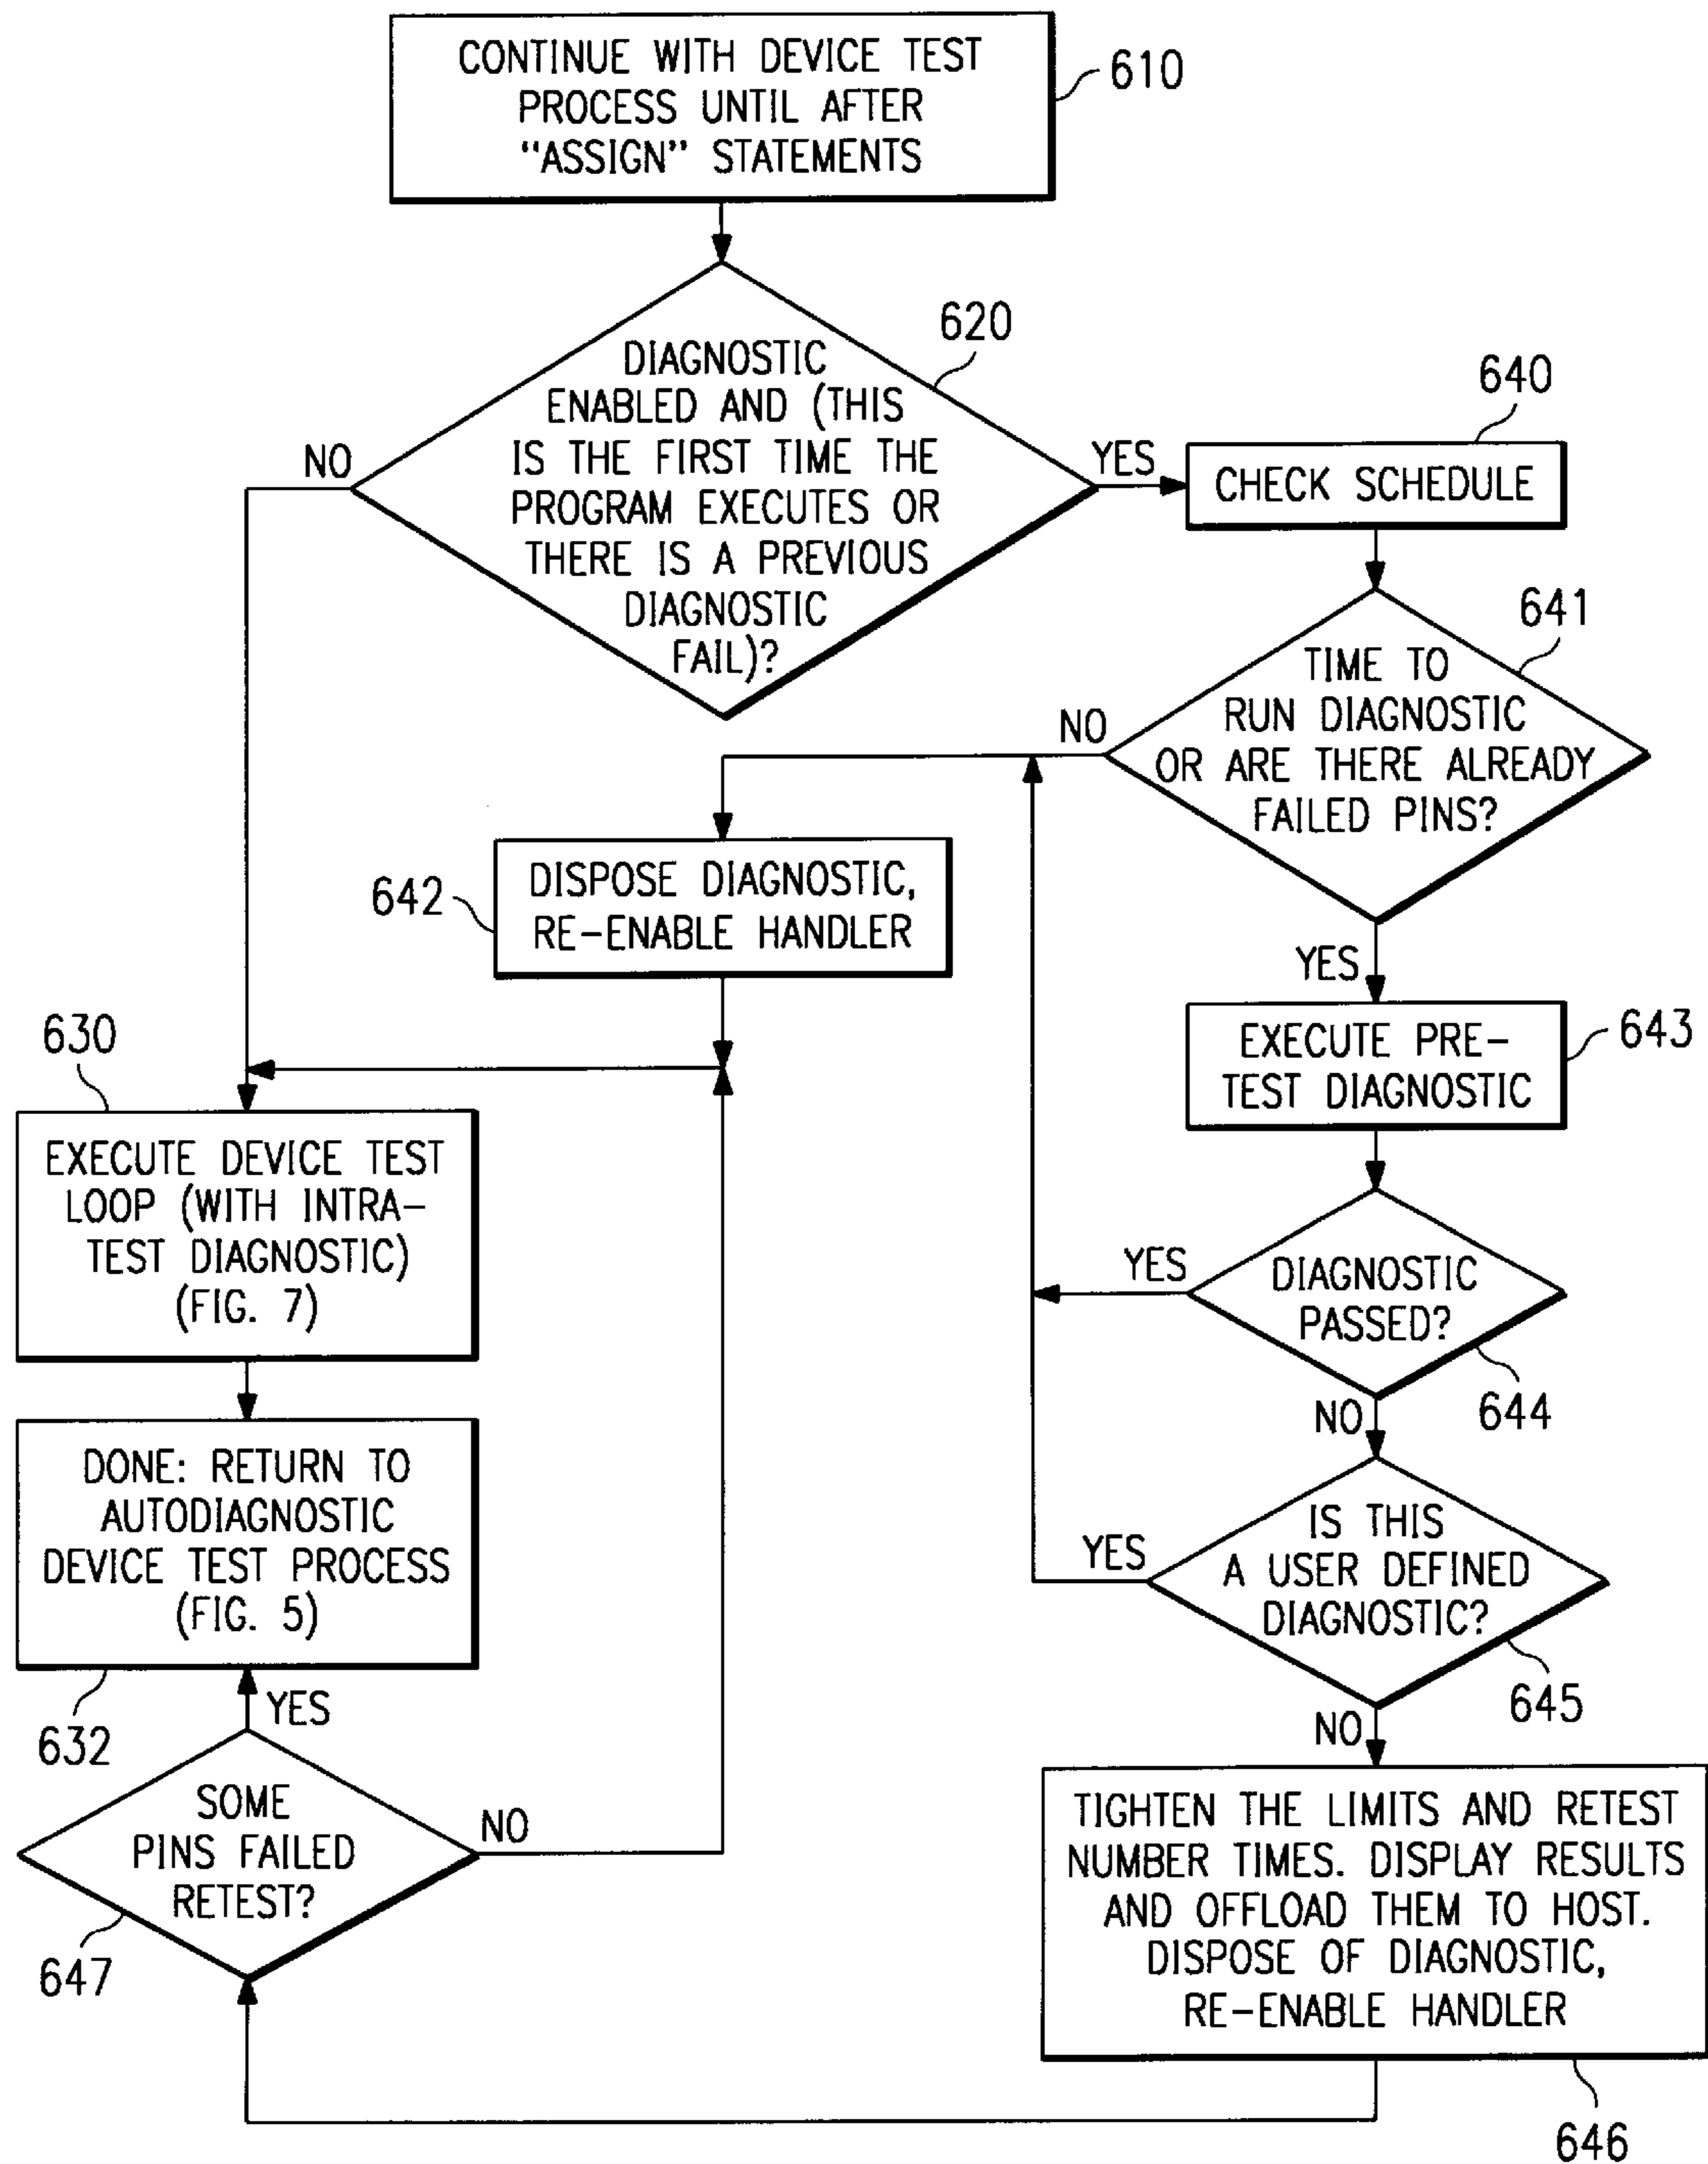 CONTINUE WITH DEVICE TEST
PROCESS UNTIL AFTER
"ASSIGN" STATEMENTS
610
620
DIAGNOSTIC
ENABLED AND (THIS
IS THE FIRST TIME THE
PROGRAM EXECUTES OR
THERE IS A PREVIOUS
DIAGNOSTIC
FAIL)?
NO
YES
640
CHECK SCHEDULE
641
TIME TO
RUN DIAGNOSTIC
OR ARE THERE ALREADY
FAILED PINS?
NO
YES
642
DISPOSE DIAGNOSTIC,
RE-ENABLE HANDLER
643
EXECUTE PRE-
TEST DIAGNOSTIC
630
EXECUTE DEVICE TEST
LOOP (WITH INTRA-
TEST DIAGNOSTIC)
(FIG. 7)
YES
DIAGNOSTIC
PASSED?
644
NO
DONE: RETURN TO
AUTODIAGNOSTIC
DEVICE TEST PROCESS
(FIG. 5)
632
YES
IS THIS
A USER DEFINED
DIAGNOSTIC?
645
NO
YES
SOME
PINS FAILED
RETEST?
NO
647
TIGHTEN THE LIMITS AND RETEST
NUMBER TIMES. DISPLAY RESULTS
AND OFFLOAD THEM TO HOST.
DISPOSE OF DIAGNOSTIC,
RE-ENABLE HANDLER
646